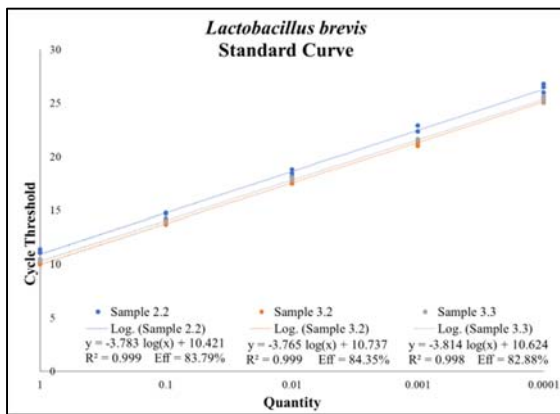 Lactobacillus brevis
Standard Curve
30
25
20
15
10
5
0
Cycle Threshold
Sample 2.2 Sample 3.2 Sample 3.3
Log. (Sample 2.2) Log. (Sample 3.2) Log. (Sample 3.3)
y = -3.783 log(x) + 10.421 y = -3.765 log(x) + 10.737 y = -3.814 log(x) + 10.624
R² = 0.999 Eff = 83.79% R² = 0.999 Eff = 84.35% R² = 0.998 Eff = 82.88%
1 0.1 0.01 0.001 0.0001
Quantity